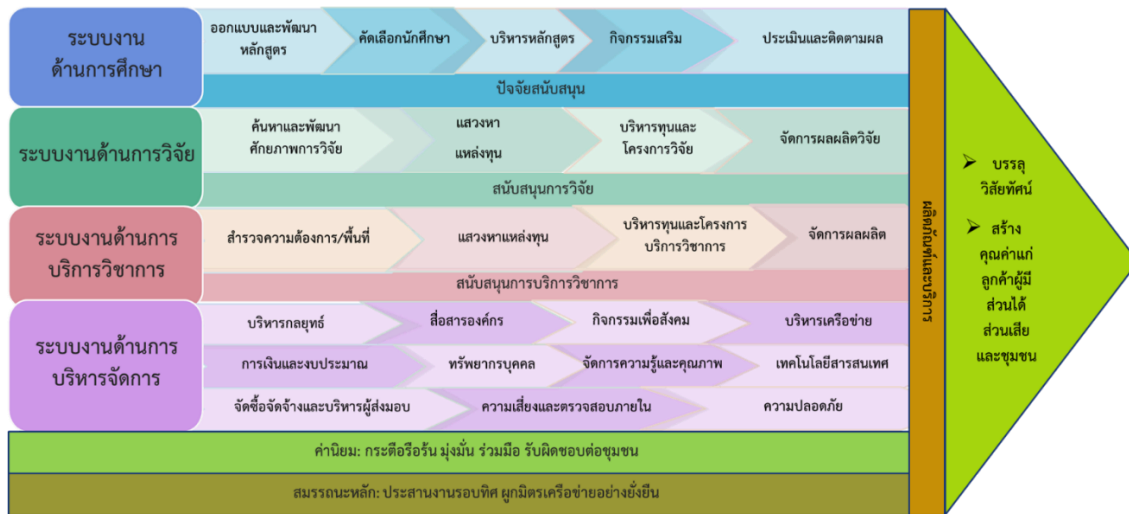 ระบบงาน
ด้านการศึกษา
ออกแบบและพัฒนา
หลักสูตร
คัดเลือกนักศึกษา
บริหารหลักสูตร
กิจกรรมเสริม
ประเมินและติดตามผล
ปัจจัยสนับสนุน
ระบบงานด้านการวิจัย
ค้นหาและพัฒนา
ศักยภาพการวิจัย
แสวงหา
แหล่งทุน
บริหารทุนและ
โครงการวิจัย
จัดการผลผลิตวิจัย
สนับสนุนการวิจัย
ระบบงานด้านการ
บริการวิชาการ
สำรวจความต้องการ/พื้นที่
แสวงหาแหล่งทุน
บริหารทุนและโครงการ
บริการวิชาการ
จัดการผลผลิต
สนับสนุนการบริการวิชาการ
ระบบงานด้านการ
บริหารจัดการ
บริหารกลยุทธ์
สื่อสารองค์กร
กิจกรรมเพื่อสังคม
บริหารเครือข่าย
การเงินและงบประมาณ
ทรัพยากรบุคคล
จัดการความรู้และคุณภาพ
เทคโนโลยีสารสนเทศ
จัดซื้อจัดจ้างและบริหารผู้ส่งมอบ
ความเสี่ยงและตรวจสอบภายใน
ความปลอดภัย
ค่านิยม: กระตือรือร้น มุ่งมั่น ร่วมมือ รับผิดชอบต่อชุมชน
สมรรถนะหลัก: ประสานงานรอบทิศ ผูกมิตรเครือข่ายอย่างยั่งยืน
ผลิตภัณฑ์และบริการ
➢ บรรลุ
วิสัยทัศน์
➢ สร้าง
คุณค่าแก่
ลูกค้าผู้มี
ส่วนได้
ส่วนเสีย
และชุมชน